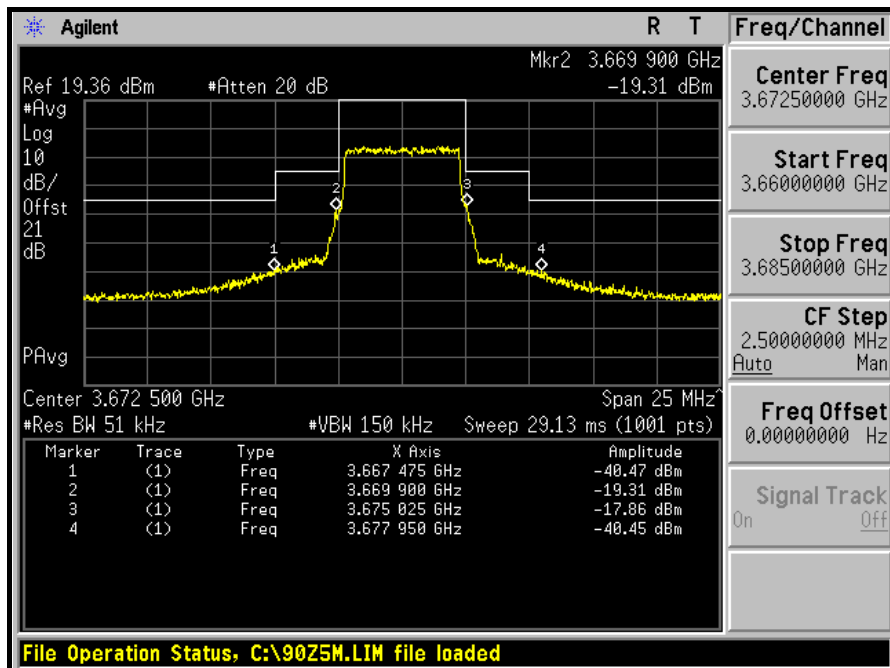 Agilent R T
Mkr2 3.669 900 GHz
Ref 19.36 dBm #Atten 20 dB -19.31 dBm
#Avg
Log
10
dB/
Offst
21
dB
1
2
3
4
PAvg
Center 3.672 500 GHz Span 25 MHz^
#Res BW 51 kHz #VBW 150 kHz Sweep 29.13 ms (1001 pts)
Marker Trace Type X Axis Amplitude
1 (1) Freq 3.667 475 GHz -40.47 dBm
2 (1) Freq 3.669 900 GHz -19.31 dBm
3 (1) Freq 3.675 025 GHz -17.86 dBm
4 (1) Freq 3.677 950 GHz -40.45 dBm
File Operation Status, C:\90Z5M.LIM file loaded
Freq/Channel
Center Freq
3.67250000 GHz
Start Freq
3.66000000 GHz
Stop Freq
3.68500000 GHz
CF Step
2.50000000 MHz
Auto Man
Freq Offset
0.00000000 Hz
Signal Track
On Off